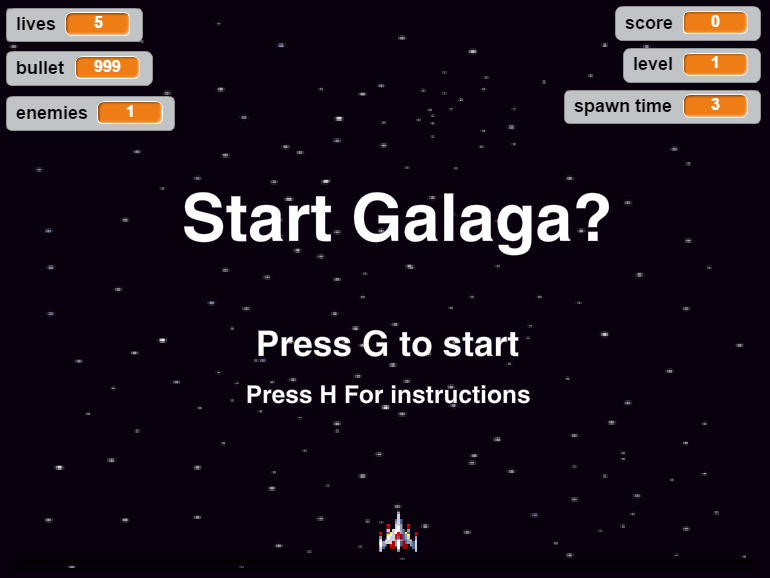 lives 5
score 0
bullet 999
level 1
enemies 1
spawn time 3
Start Galaga?
Press G to start
Press H For instructions